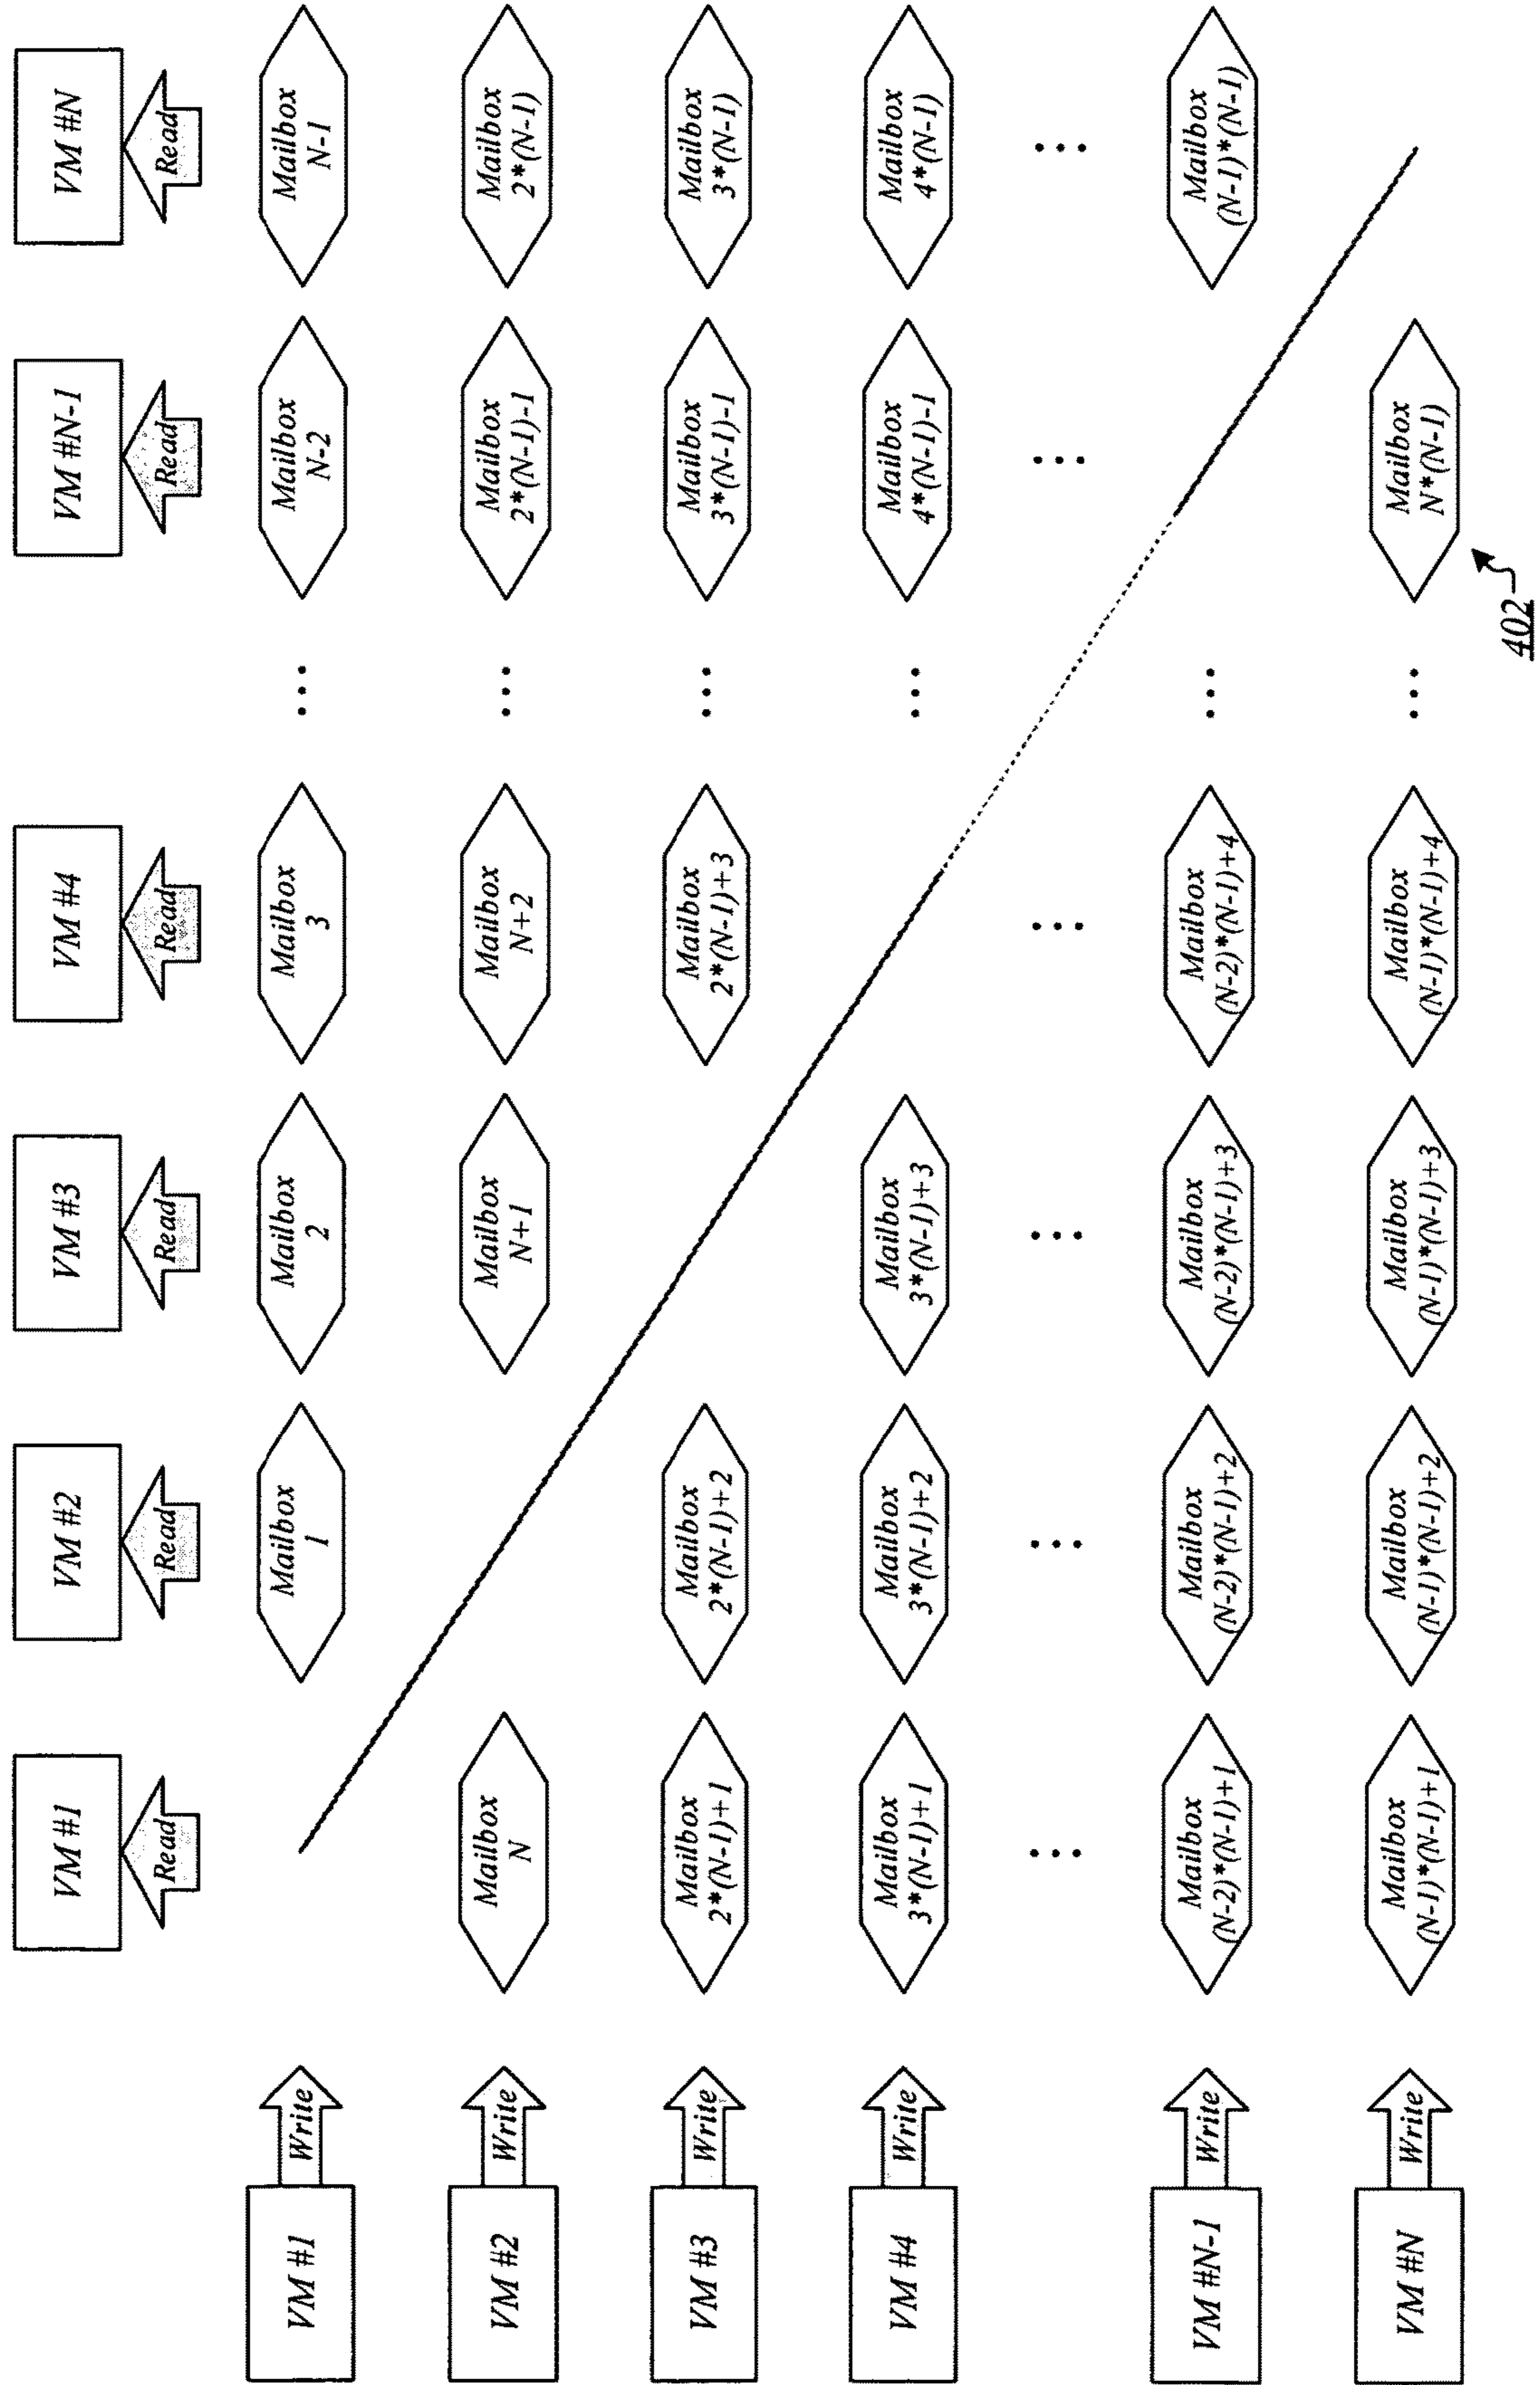 VM #1
VM #2
VM #3
VM #4
VM #N-1
VM #N
Read
Read
Read
Read
Read
Read
VM #1
Write
Mailbox
1
Mailbox
2
Mailbox
3
...
Mailbox
N-2
Mailbox
N-1
VM #2
Write
Mailbox
N
Mailbox
N+1
Mailbox
N+2
...
Mailbox
2*(N-1)-1
Mailbox
2*(N-1)
VM #3
Write
Mailbox
2*(N-1)+1
Mailbox
2*(N-1)+2
Mailbox
2*(N-1)+3
...
Mailbox
3*(N-1)-1
Mailbox
3*(N-1)
VM #4
Write
Mailbox
3*(N-1)+1
Mailbox
3*(N-1)+2
Mailbox
3*(N-1)+3
...
Mailbox
4*(N-1)-1
Mailbox
4*(N-1)
... ... ... ... ... ...
VM #N-1
Write
Mailbox
(N-2)*(N-1)+1
Mailbox
(N-2)*(N-1)+2
Mailbox
(N-2)*(N-1)+3
Mailbox
(N-2)*(N-1)+4
...
Mailbox
(N-1)*(N-1)
VM #N
Write
Mailbox
(N-1)*(N-1)+1
Mailbox
(N-1)*(N-1)+2
Mailbox
(N-1)*(N-1)+3
Mailbox
(N-1)*(N-1)+4
...
Mailbox
N*(N-1)
402